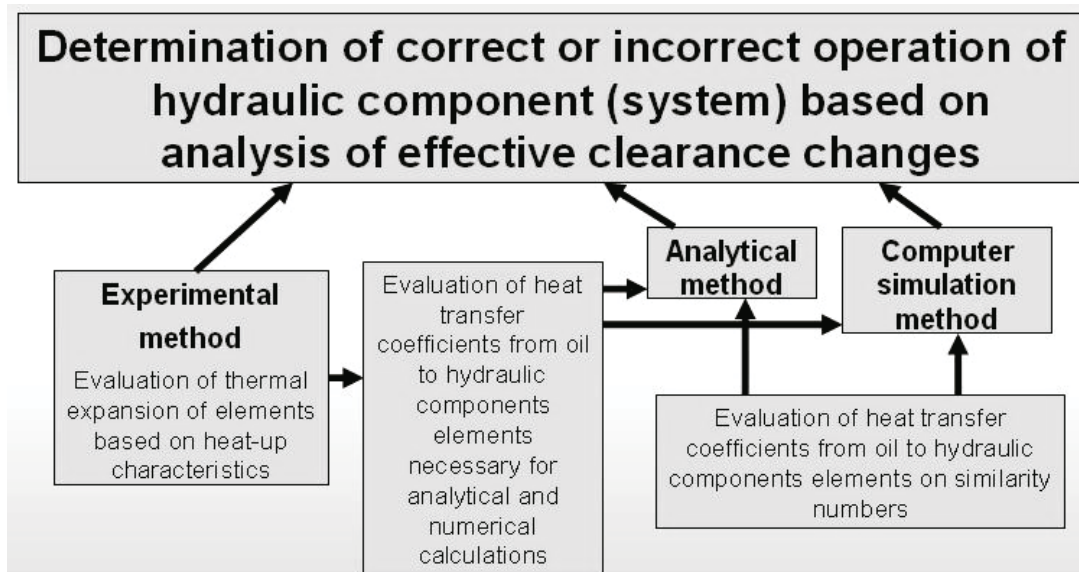 Determination of correct or incorrect operation of
hydraulic component (system) based on
analysis of effective clearance changes
Experimental
method
Evaluation of thermal
expansion of elements
based on heat-up
characteristics
Evaluation of heat
transfer
coefficients from oil
to hydraulic
components
elements
necessary for
analytical and
numerical
calculations
Analytical
method
Computer
simulation
method
Evaluation of heat transfer
coefficients from oil to hydraulic
components elements on similarity
numbers